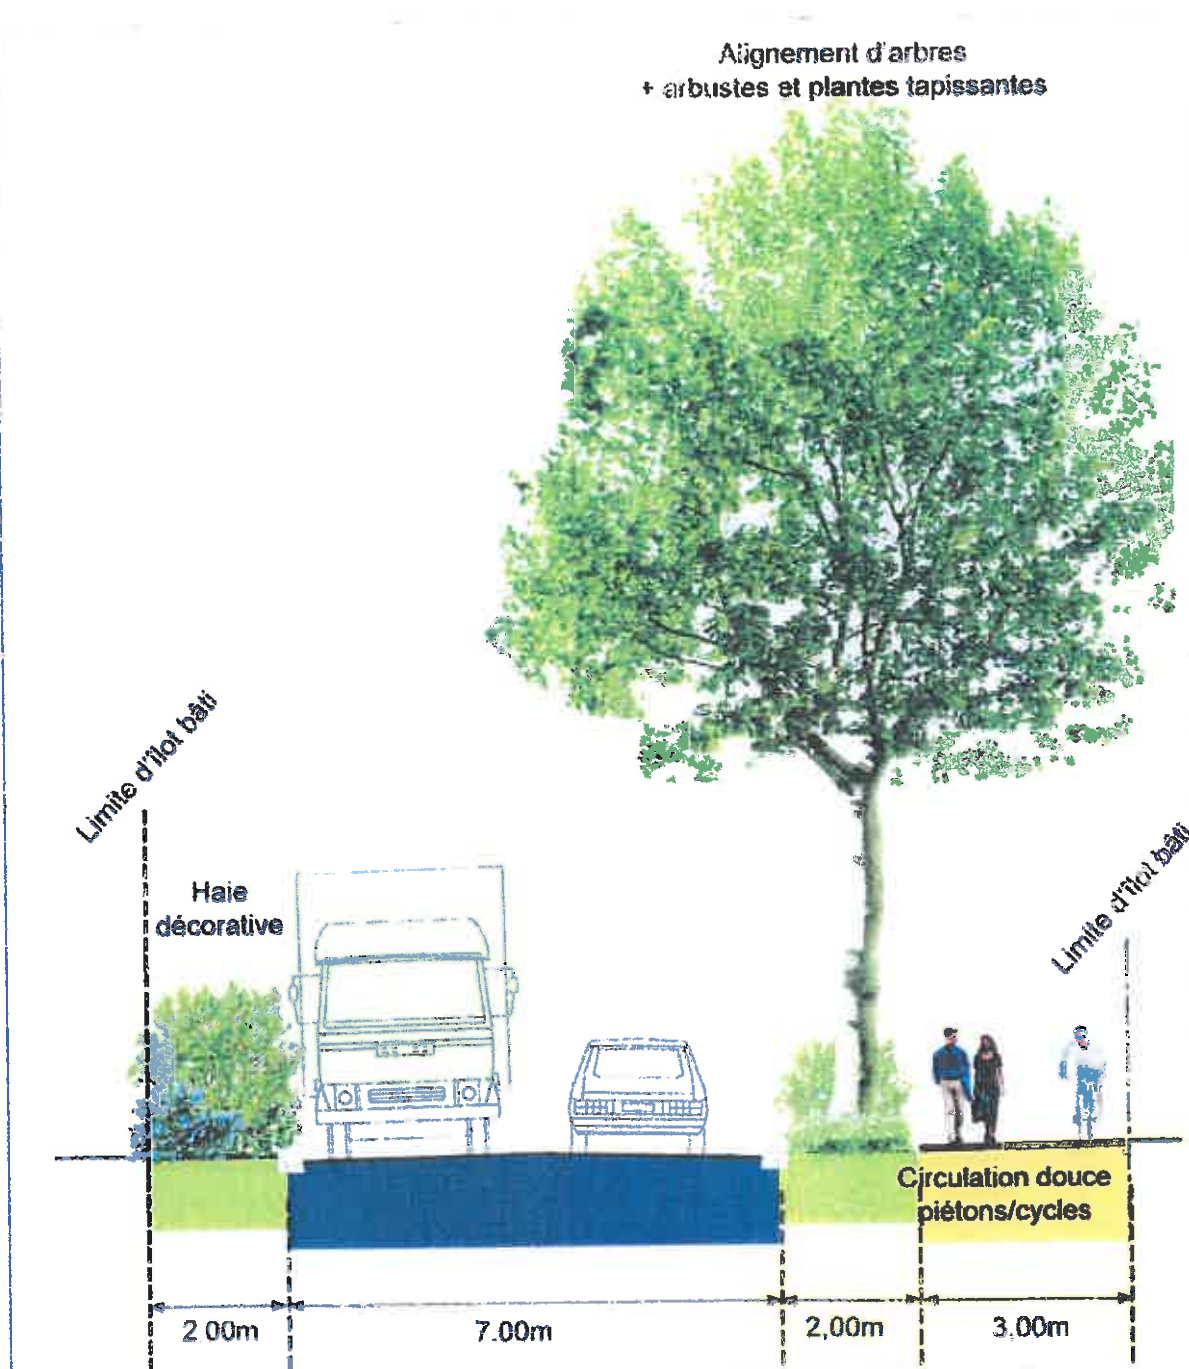 Alignement d'arbres
+ arbustes et plantes tapissantes
Limite d'îlot bâti
Haie
décorative
Limite d'îlot bâti
Circulation douce
piétons/cycles
2.00m
7.00m
2,00m
3.00m